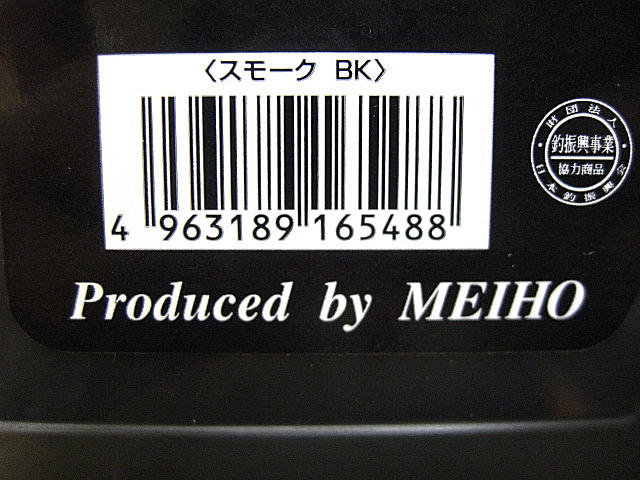 〈スモーク BK〉
4 963189 165488
財団法人
釣振興事業
協力商品
日本釣振興会
Produced by MEIHO